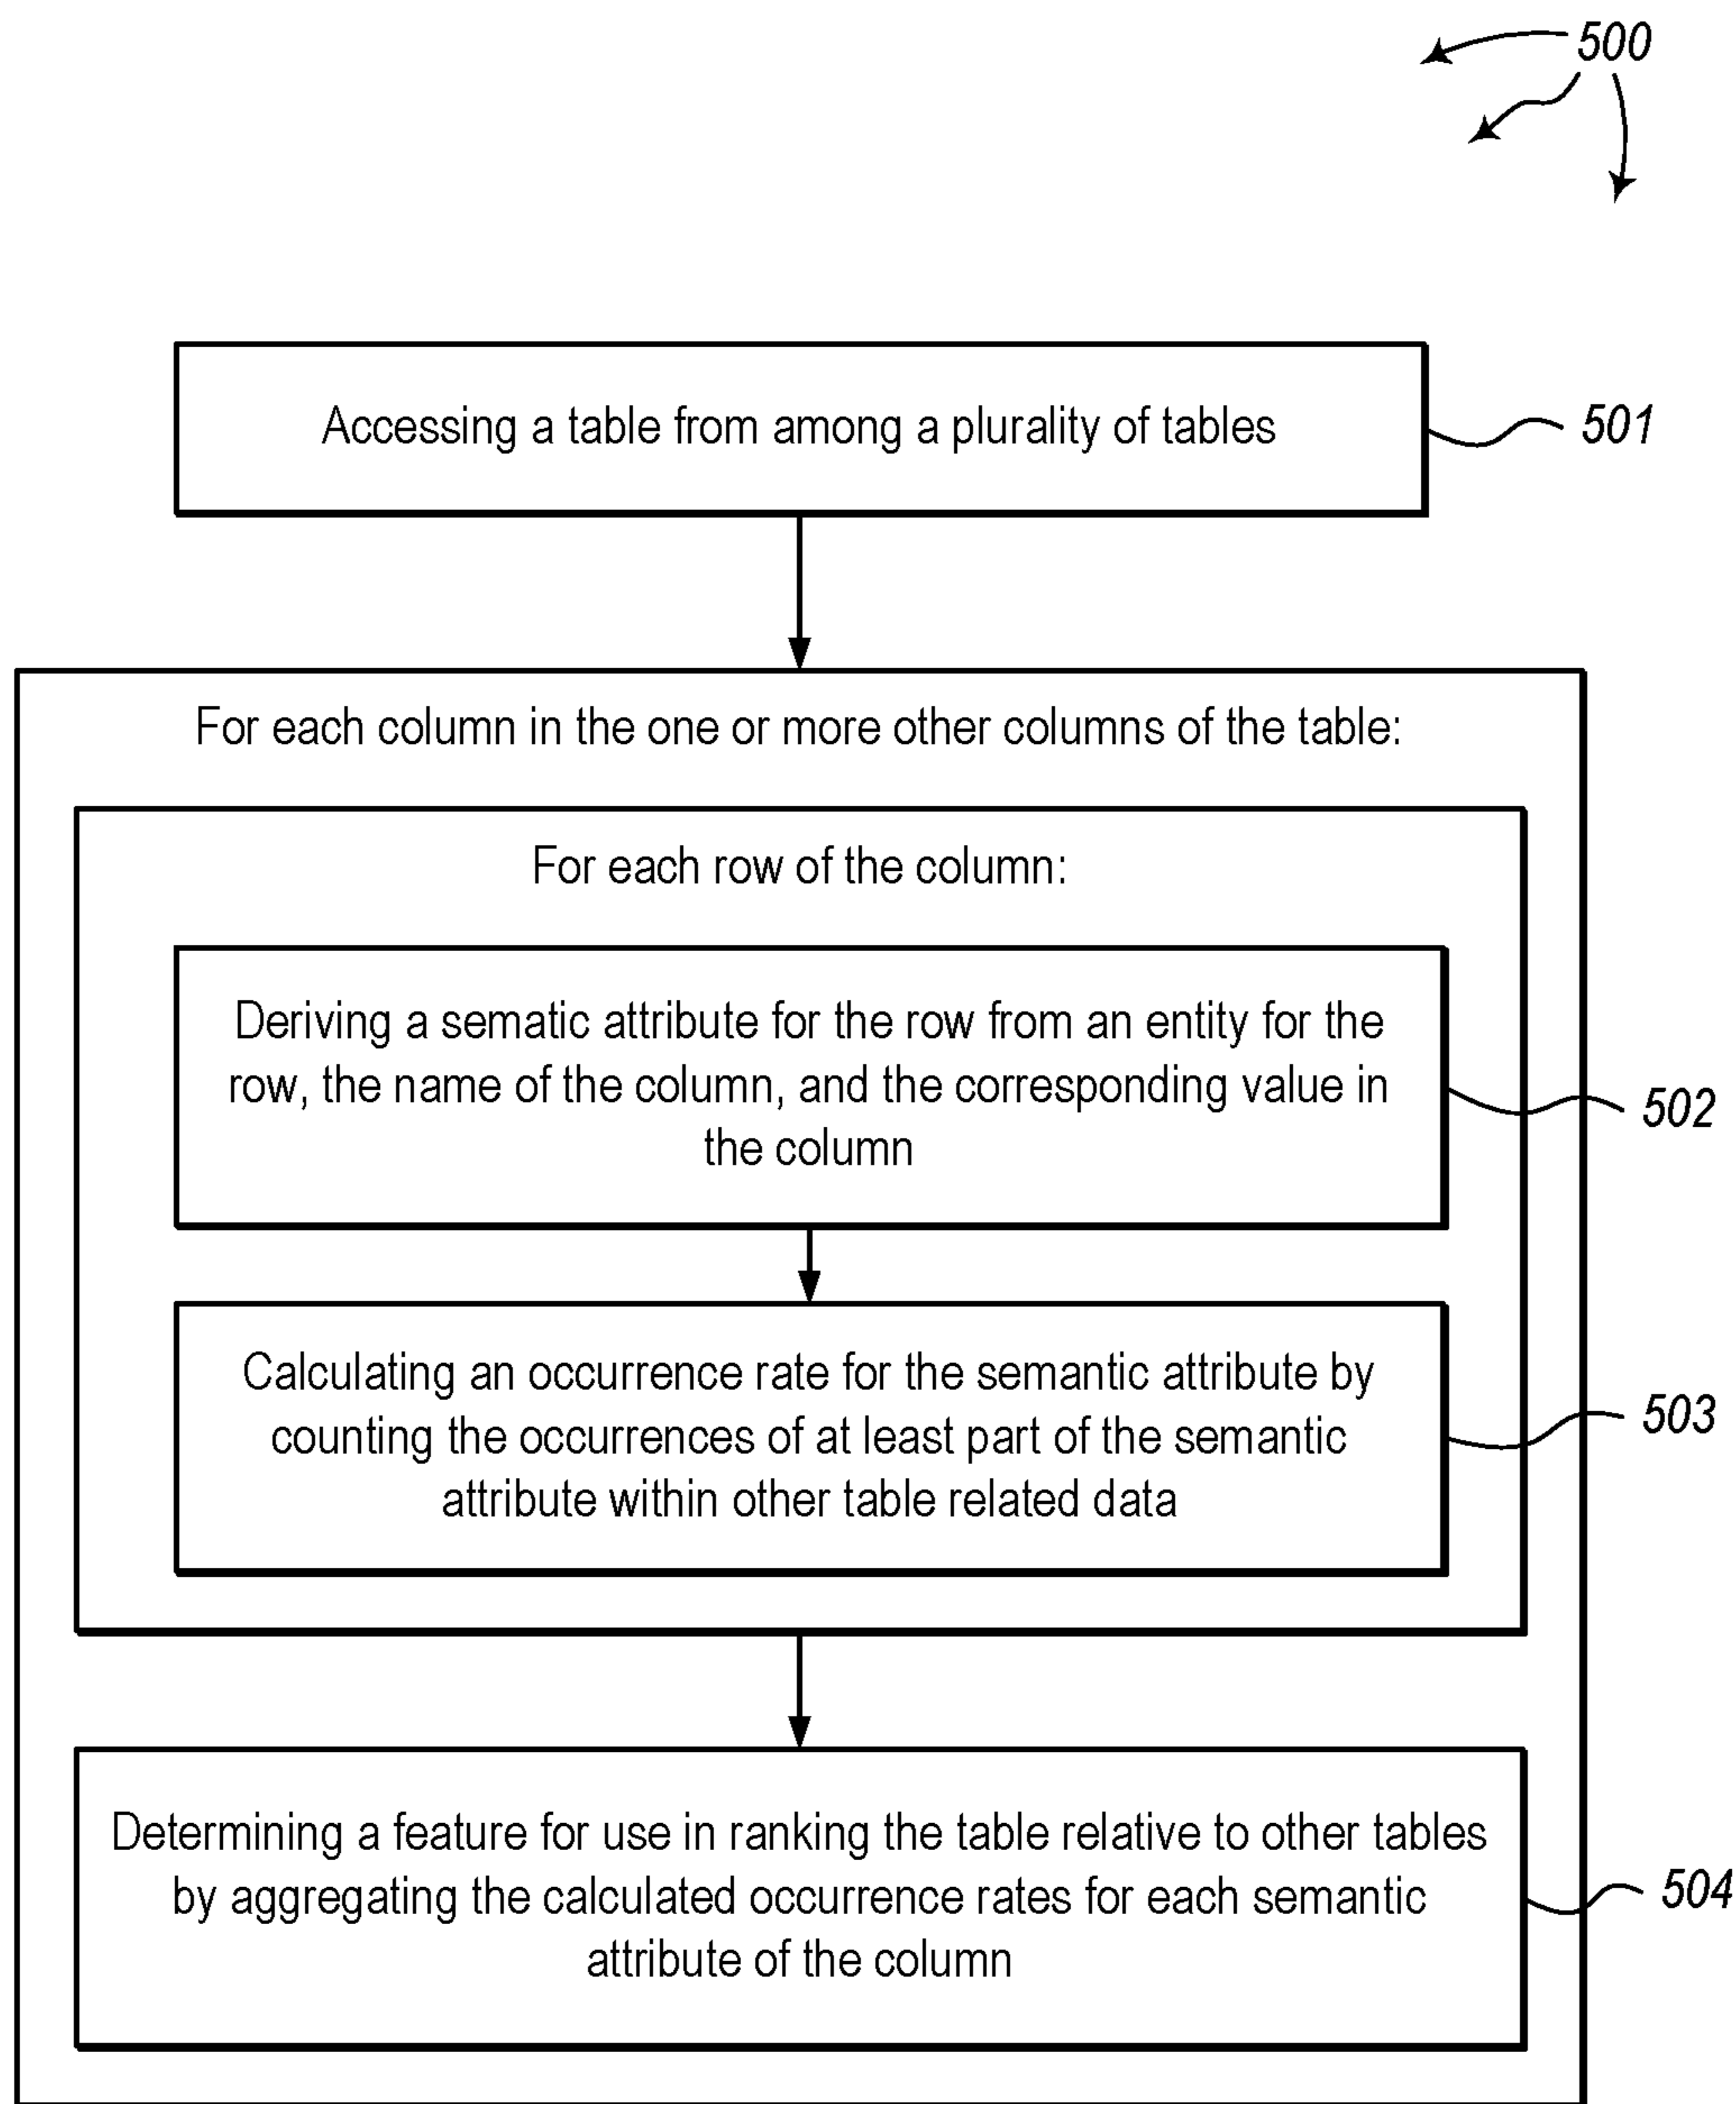 500
Accessing a table from among a plurality of tables
501
For each column in the one or more other columns of the table:
For each row of the column:
Deriving a sematic attribute for the row from an entity for the
row, the name of the column, and the corresponding value in
the column
502
Calculating an occurrence rate for the semantic attribute by
counting the occurrences of at least part of the semantic
attribute within other table related data
503
Determining a feature for use in ranking the table relative to other tables
by aggregating the calculated occurrence rates for each semantic
attribute of the column
504